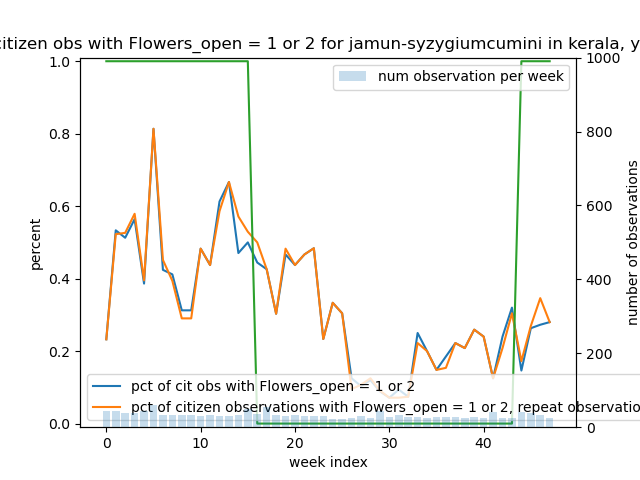 citizen obs with Flowers_open = 1 or 2 for jamun-syzygiumcumini in kerala, y
num observation per week
1.0
0.8
0.6
0.4
0.2
0.0
percent
1000
800
600
400
200
0
number of observations
pct of cit obs with Flowers_open = 1 or 2
pct of citizen observations with Flowers_open = 1 or 2, repeat observatio
0 10 20 30 40
week index